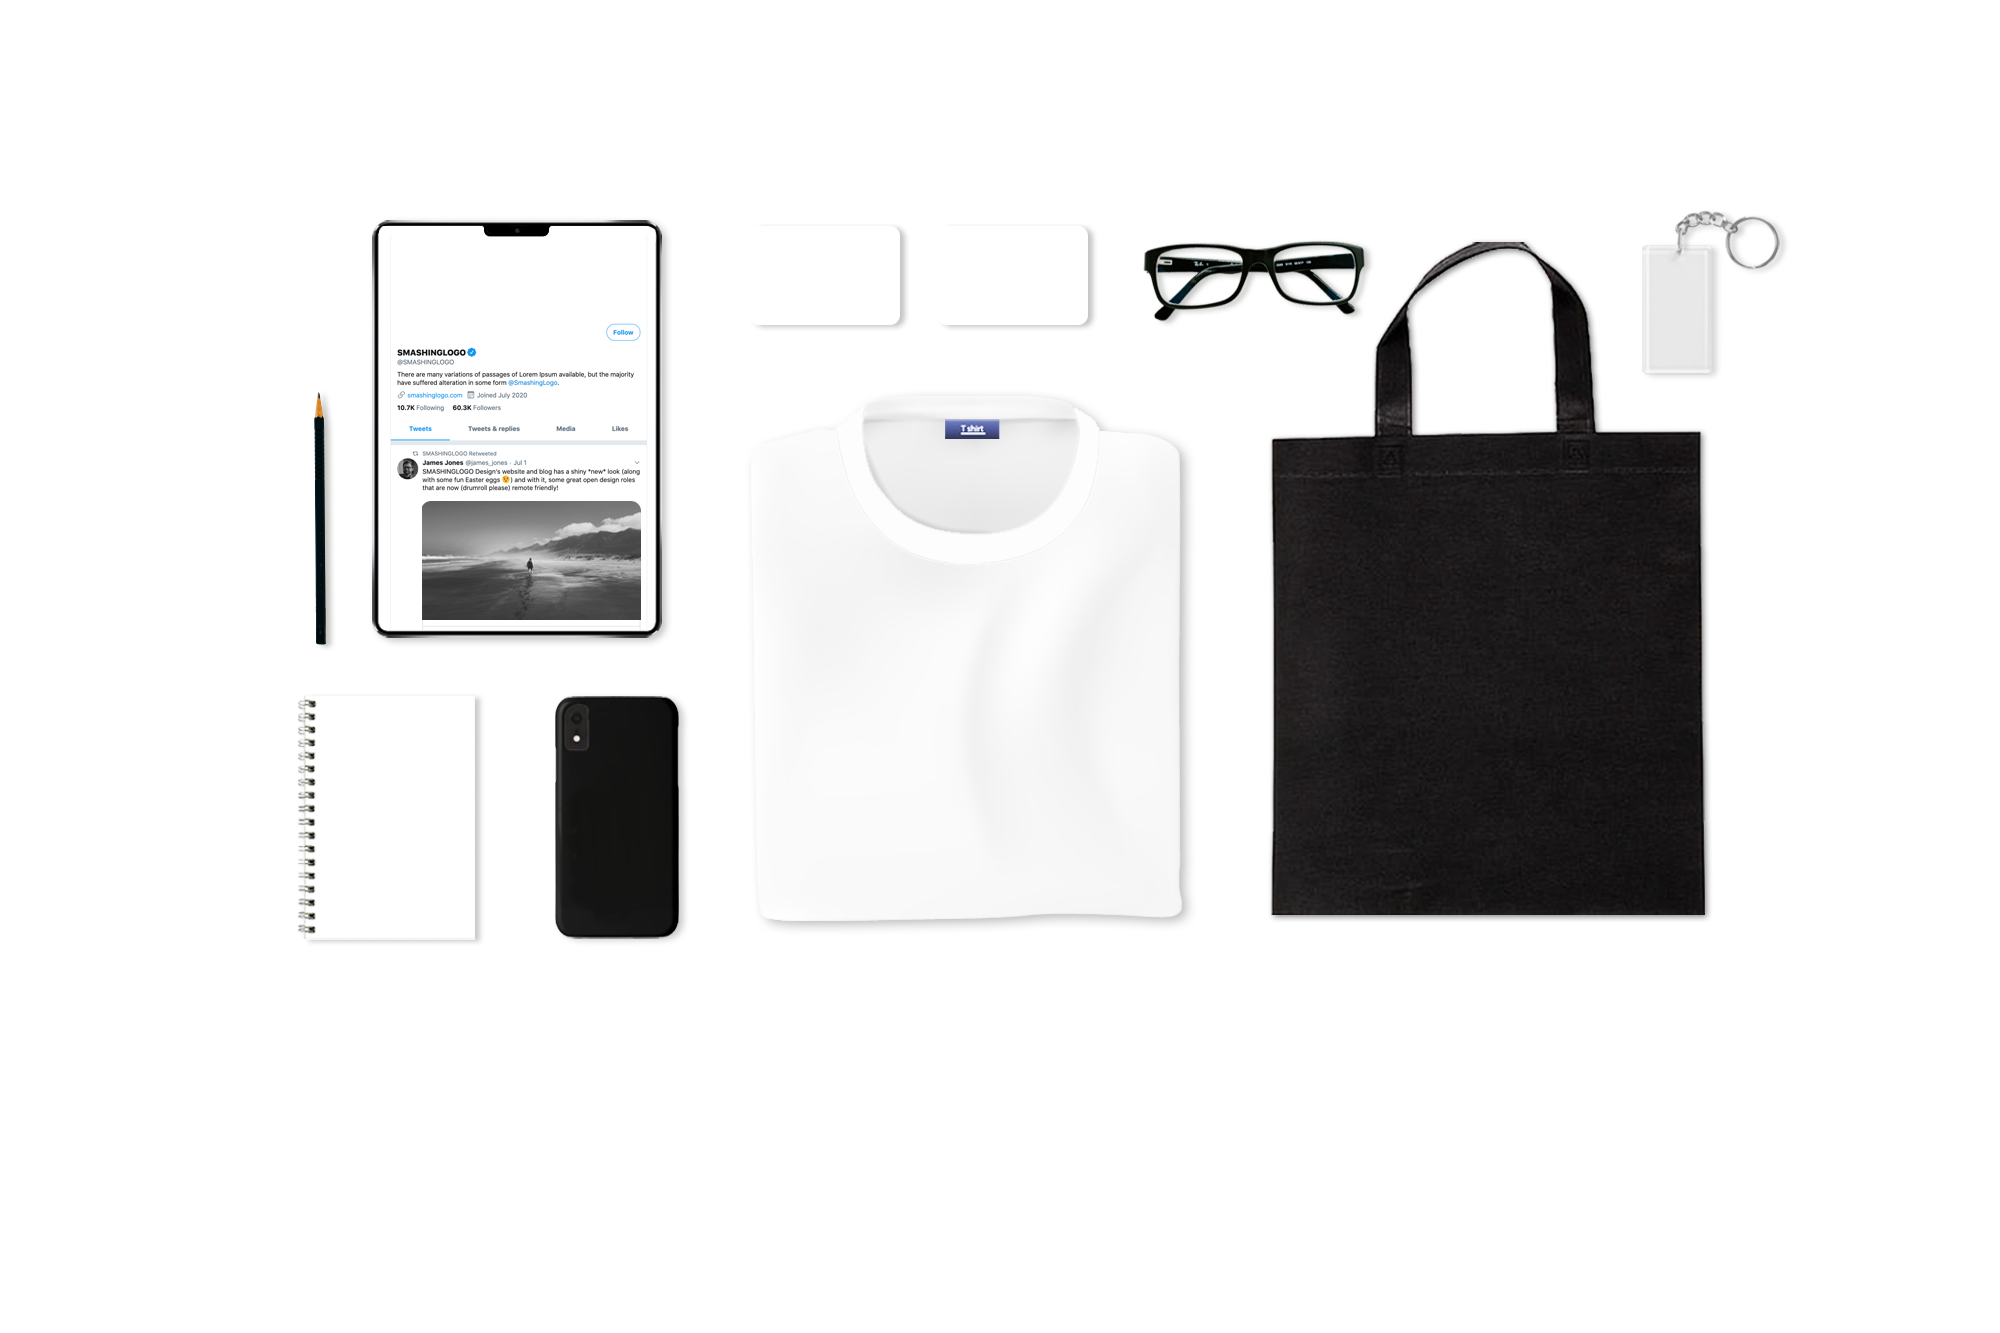 Follow
SMASHINGLOGO
@SMASHINGLOGO
There are many variations of passages of Lorem Ipsum available, but the majority
have suffered alteration in some form @SmashingLogo.
smashinglogo.com Joined July 2020
10.7K Following 60.3K Followers
Tweets Tweets & replies Media Likes
SMASHINGLOGO Retweeted
James Jones @james_jones · Jul 1
SMASHINGLOGO Design's website and blog has a shiny *new* look (along
with some fun Easter eggs 😯) and with it, some great open design roles
that are now (drumroll please) remote friendly!
T shirt